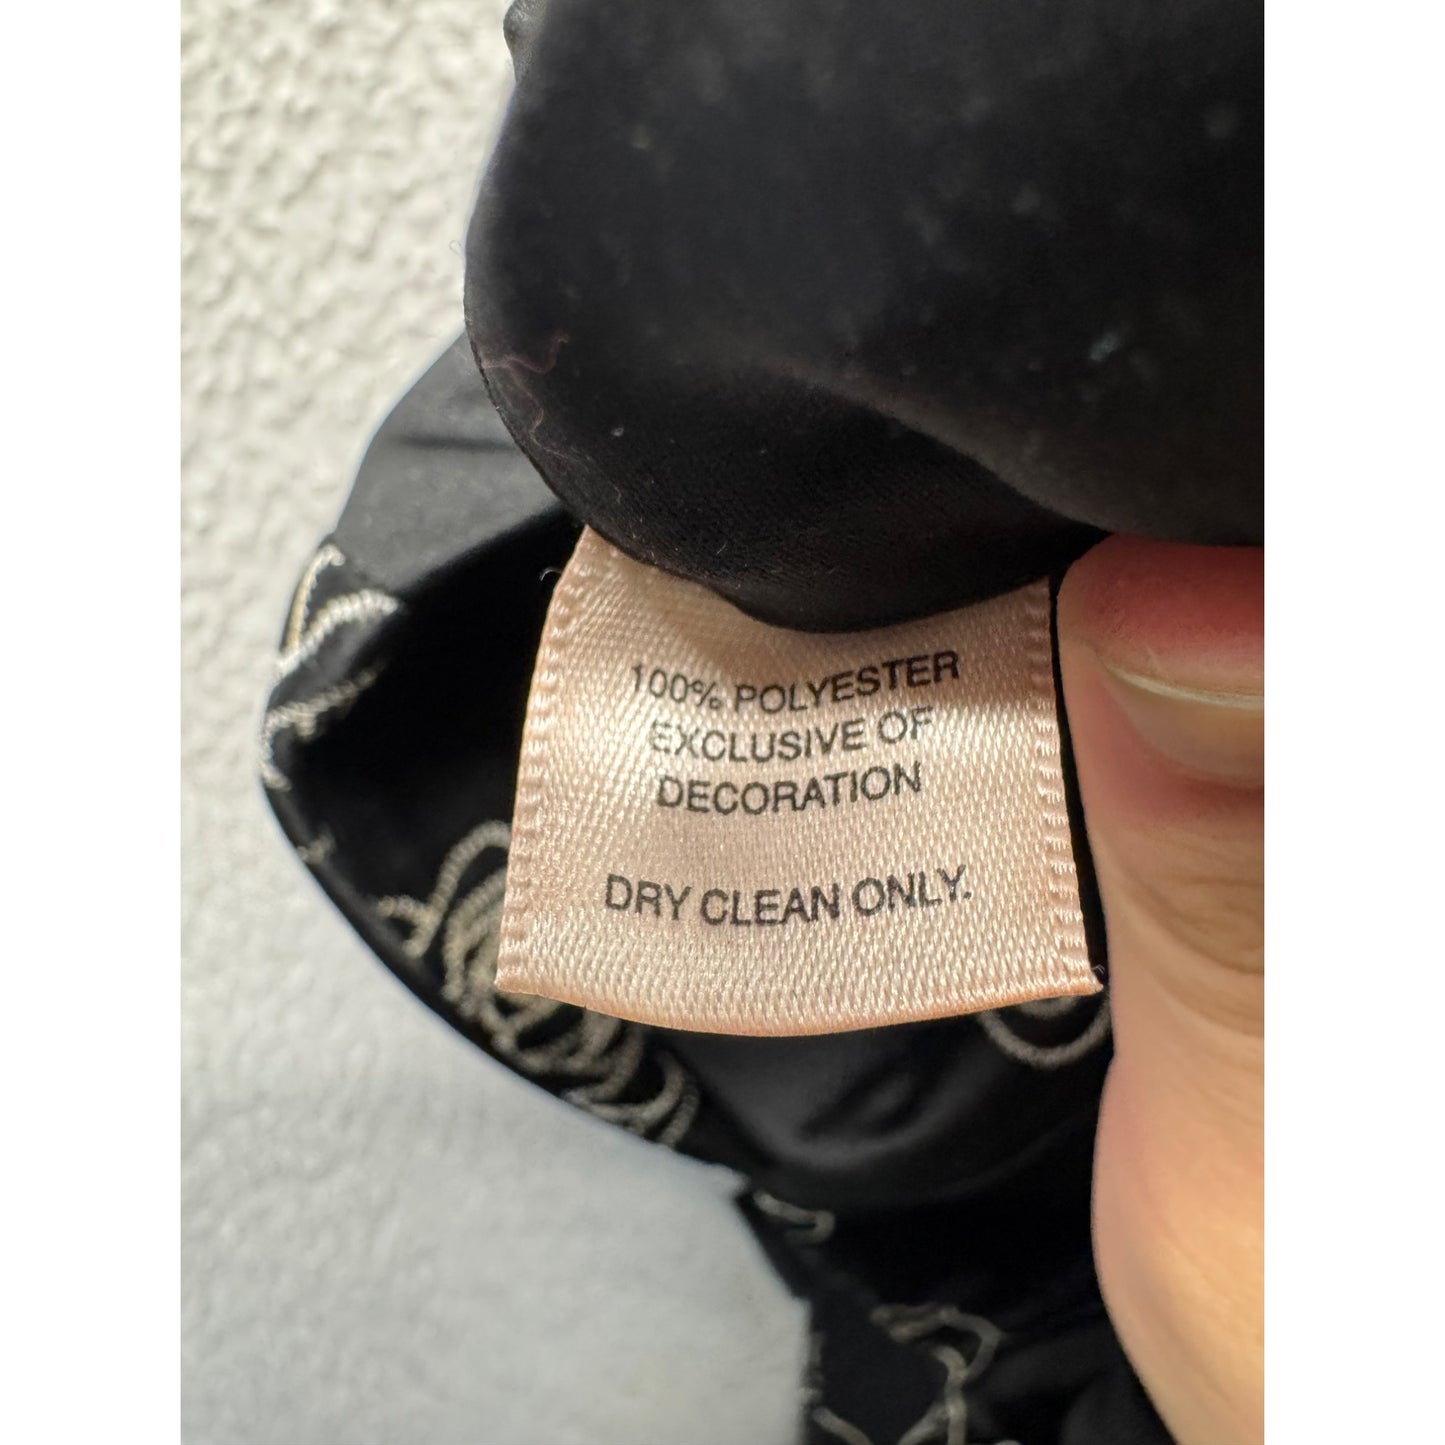 100% POLYESTER
EXCLUSIVE OF
DECORATION
DRY CLEAN ONLY.